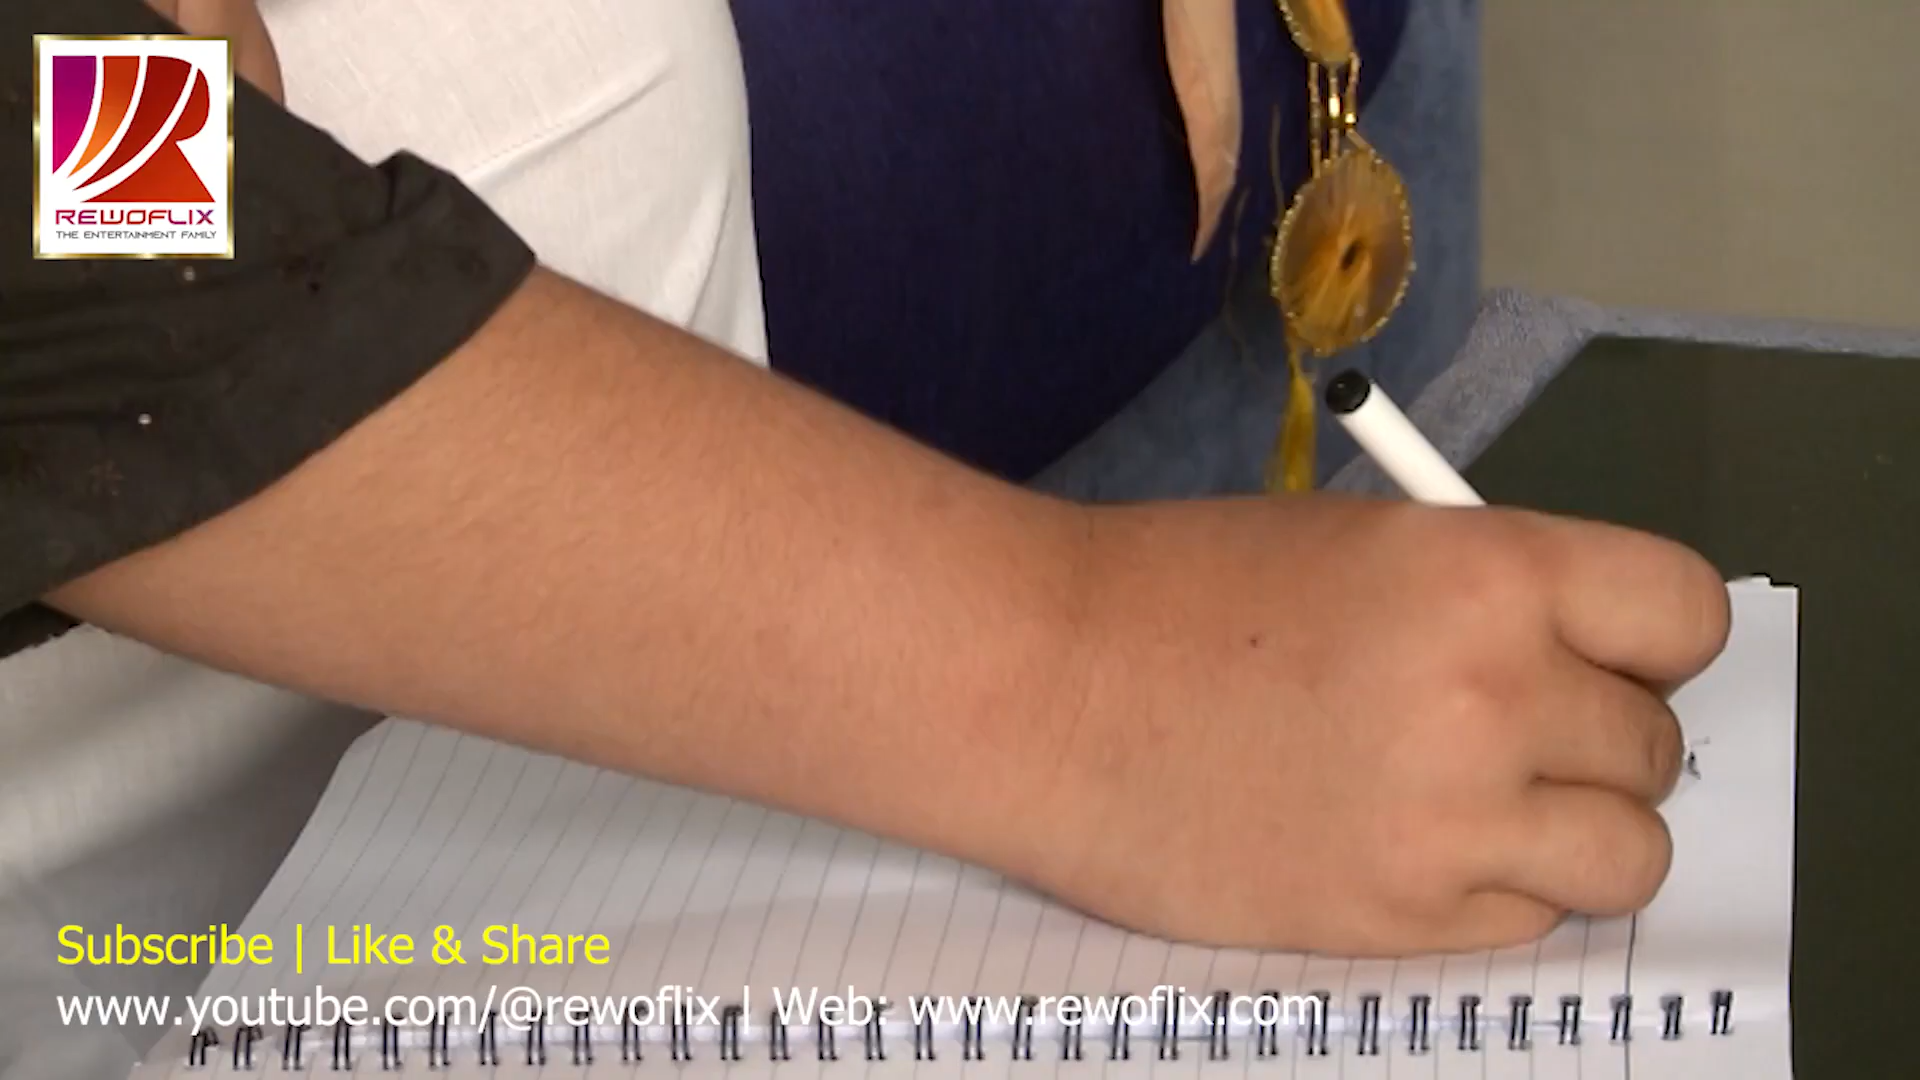 REWOFLIX
THE ENTERTAINMENT FAMILY
Subscribe | Like & Share
www.youtube.com/@rewoflix | Web: www.rewoflix.com